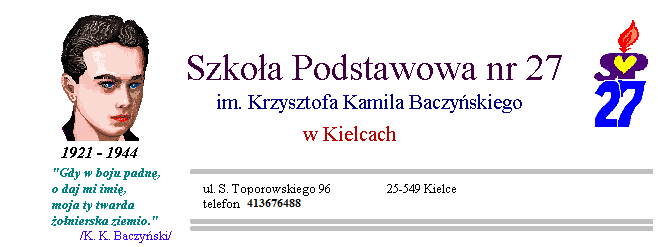 Szkoła Podstawowa nr 27
im. Krzysztofa Kamila Baczyńskiego
w Kielcach
SP
27
1921 - 1944
"Gdy w boju padnę,
o daj mi imię,
moja ty twarda
żołnierska ziemio."
/K. K. Baczyński/
ul. S. Toporowskiego 96 25-549 Kielce
telefon 413676488